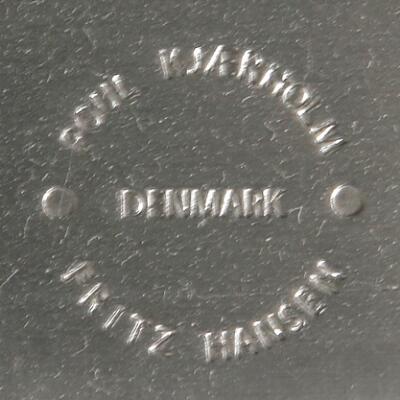 POUL KJÆRHOLM
DENMARK
FRITZ HANSEN